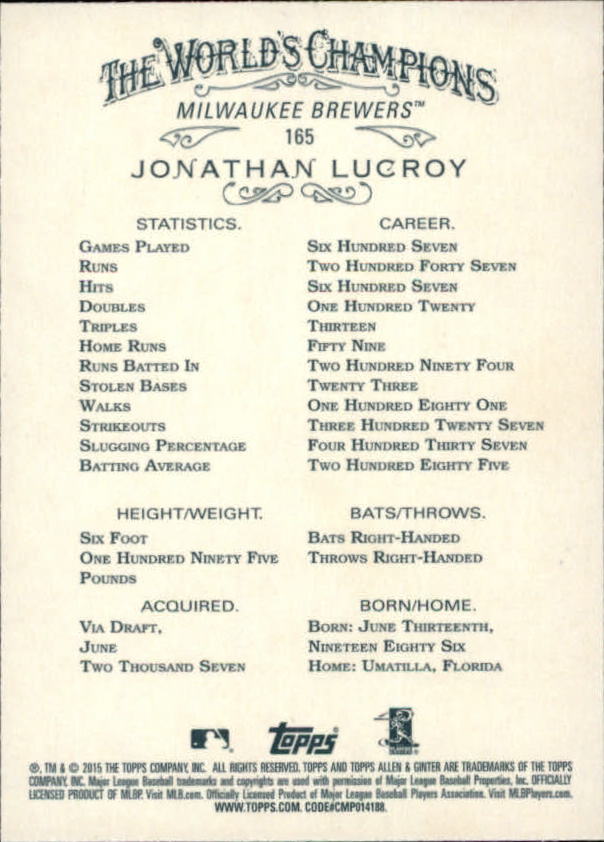 THE WORLD'S CHAMPIONS
MILWAUKEE BREWERS™
165
JONATHAN LUCROY
STATISTICS. CAREER.
GAMES PLAYED SIX HUNDRED SEVEN
RUNS TWO HUNDRED FORTY SEVEN
HITS SIX HUNDRED SEVEN
DOUBLES ONE HUNDRED TWENTY
TRIPLES THIRTEEN
HOME RUNS FIFTY NINE
RUNS BATTED IN TWO HUNDRED NINETY FOUR
STOLEN BASES TWENTY THREE
WALKS ONE HUNDRED EIGHTY ONE
STRIKEOUTS THREE HUNDRED TWENTY SEVEN
SLUGGING PERCENTAGE FOUR HUNDRED THIRTY SEVEN
BATTING AVERAGE TWO HUNDRED EIGHTY FIVE
HEIGHT/WEIGHT. BATS/THROWS.
SIX FOOT BATS RIGHT-HANDED
ONE HUNDRED NINETY FIVE THROWS RIGHT-HANDED
POUNDS
ACQUIRED. BORN/HOME.
VIA DRAFT, BORN: JUNE THIRTEENTH,
JUNE NINETEEN EIGHTY SIX
TWO THOUSAND SEVEN HOME: UMATILLA, FLORIDA
Topps
®, TM & © 2015 THE TOPPS COMPANY, INC. ALL RIGHTS RESERVED. TOPPS AND TOPPS ALLEN & GINTER ARE TRADEMARKS OF THE TOPPS
COMPANY, INC. Major League Baseball trademarks and copyrights are used with permission of Major League Baseball Properties, Inc. OFFICIALLY
LICENSED PRODUCT OF MLBP. Visit MLB.com. Officially Licensed Product of Major League Baseball Players Association. Visit MLBPlayers.com.
WWW.TOPPS.COM. CODE#CMP014188.